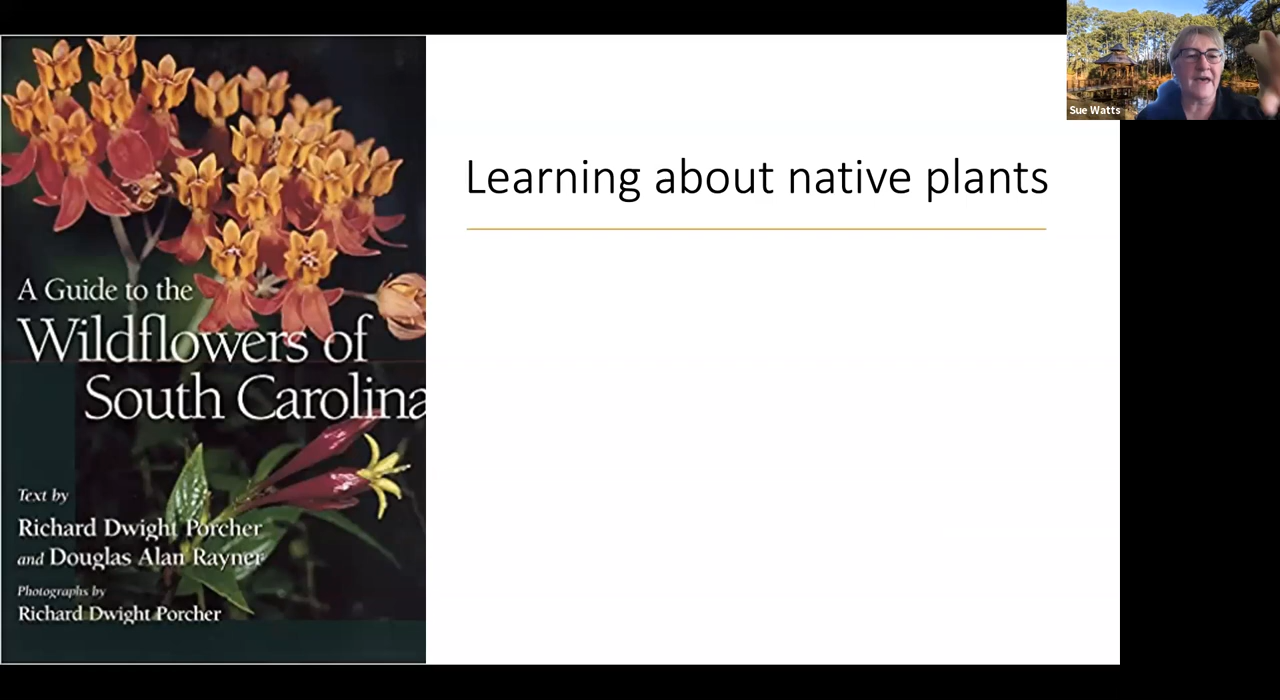 A Guide to the
Wildflowers of
South Carolina
Text by
Richard Dwight Porcher
and Douglas Alan Rayner
Photographs by
Richard Dwight Porcher
Learning about native plants
Sue Watts